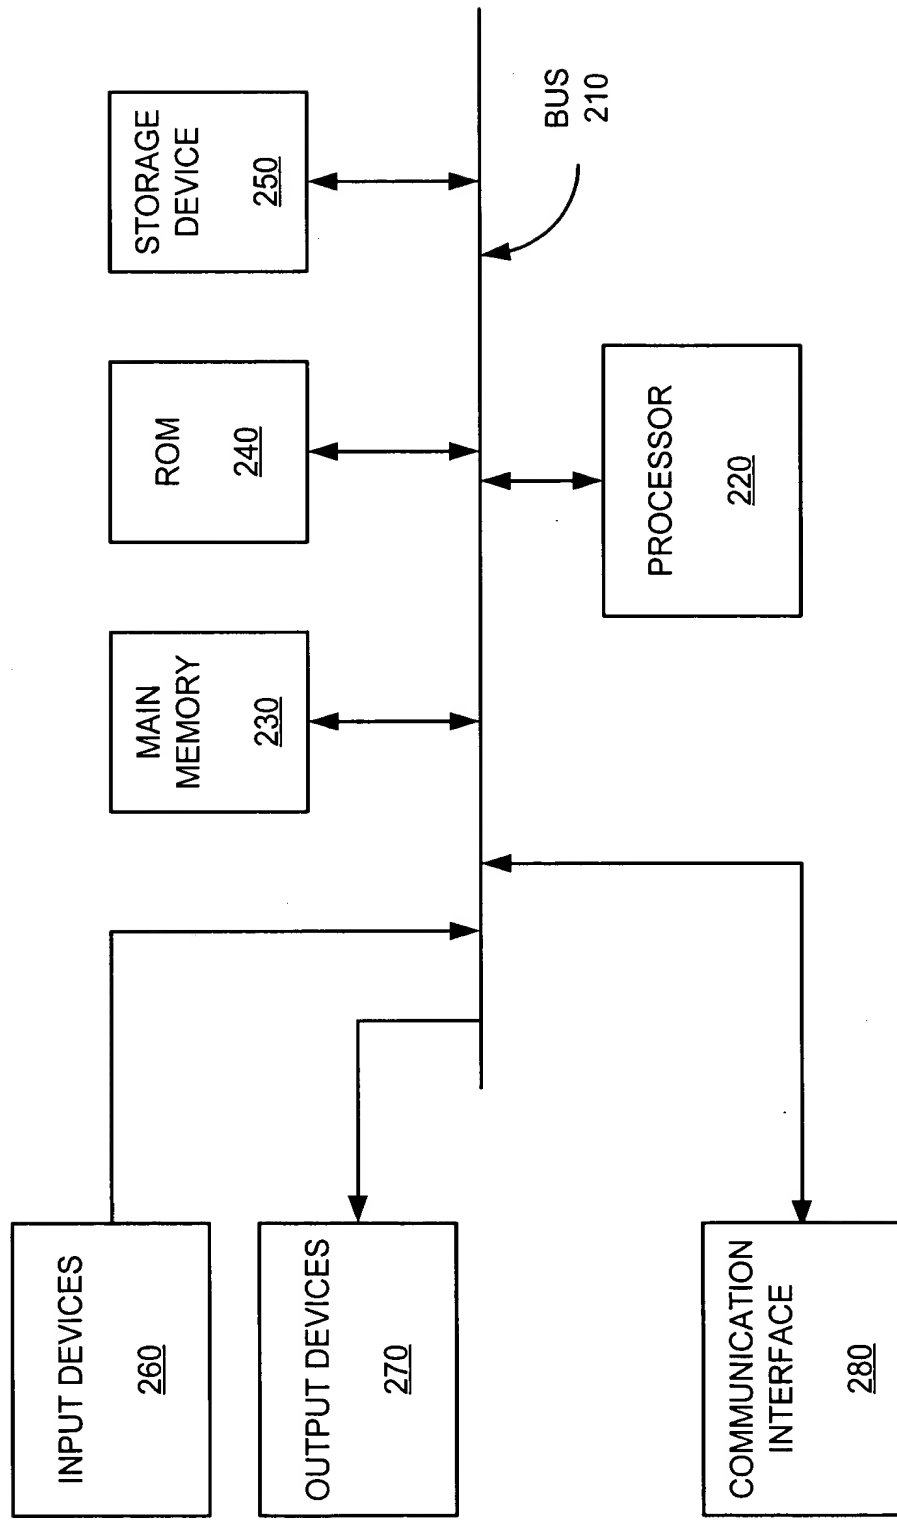 INPUT DEVICES
260
OUTPUT DEVICES
270
COMMUNICATION
INTERFACE
280
MAIN
MEMORY
230
ROM
240
STORAGE
DEVICE
250
PROCESSOR
220
BUS
210